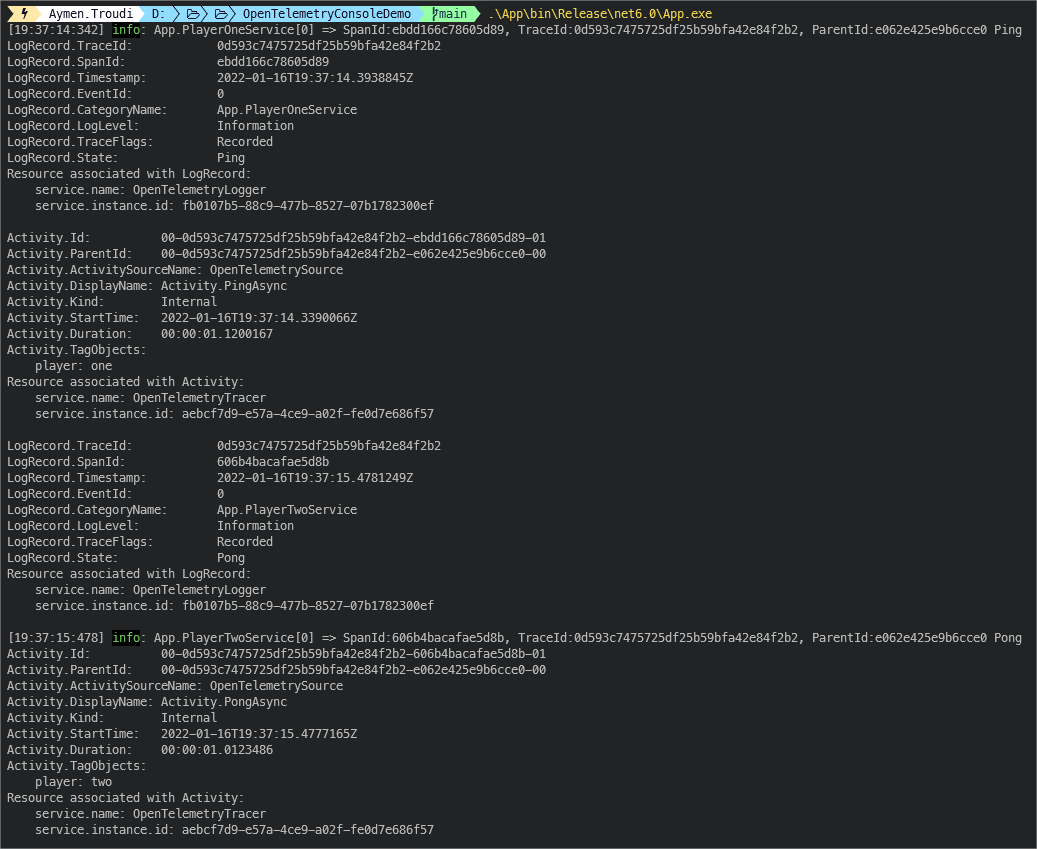 Aymen.Troudi D: OpenTelemetryConsoleDemo main .\App\bin\Release\net6.0\App.exe
[19:37:14:342] info: App.PlayerOneService[0] => SpanId:ebdd166c78605d89, TraceId:0d593c7475725df25b59bfa42e84f2b2, ParentId:e062e425e9b6cce0 Ping
LogRecord.TraceId: 0d593c7475725df25b59bfa42e84f2b2
LogRecord.SpanId: ebdd166c78605d89
LogRecord.Timestamp: 2022-01-16T19:37:14.3938845Z
LogRecord.EventId: 0
LogRecord.CategoryName: App.PlayerOneService
LogRecord.LogLevel: Information
LogRecord.TraceFlags: Recorded
LogRecord.State: Ping
Resource associated with LogRecord:
service.name: OpenTelemetryLogger
service.instance.id: fb0107b5-88c9-477b-8527-07b1782300ef
Activity.Id: 00-0d593c7475725df25b59bfa42e84f2b2-ebdd166c78605d89-01
Activity.ParentId: 00-0d593c7475725df25b59bfa42e84f2b2-e062e425e9b6cce0-00
Activity.ActivitySourceName: OpenTelemetrySource
Activity.DisplayName: Activity.PingAsync
Activity.Kind: Internal
Activity.StartTime: 2022-01-16T19:37:14.3390066Z
Activity.Duration: 00:00:01.1200167
Activity.TagObjects:
player: one
Resource associated with Activity:
service.name: OpenTelemetryTracer
service.instance.id: aebcf7d9-e57a-4ce9-a02f-fe0d7e686f57
LogRecord.TraceId: 0d593c7475725df25b59bfa42e84f2b2
LogRecord.SpanId: 606b4bacafae5d8b
LogRecord.Timestamp: 2022-01-16T19:37:15.4781249Z
LogRecord.EventId: 0
LogRecord.CategoryName: App.PlayerTwoService
LogRecord.LogLevel: Information
LogRecord.TraceFlags: Recorded
LogRecord.State: Pong
Resource associated with LogRecord:
service.name: OpenTelemetryLogger
service.instance.id: fb0107b5-88c9-477b-8527-07b1782300ef
[19:37:15:478] info: App.PlayerTwoService[0] => SpanId:606b4bacafae5d8b, TraceId:0d593c7475725df25b59bfa42e84f2b2, ParentId:e062e425e9b6cce0 Pong
Activity.Id: 00-0d593c7475725df25b59bfa42e84f2b2-606b4bacafae5d8b-01
Activity.ParentId: 00-0d593c7475725df25b59bfa42e84f2b2-e062e425e9b6cce0-00
Activity.ActivitySourceName: OpenTelemetrySource
Activity.DisplayName: Activity.PongAsync
Activity.Kind: Internal
Activity.StartTime: 2022-01-16T19:37:15.4777165Z
Activity.Duration: 00:00:01.0123486
Activity.TagObjects:
player: two
Resource associated with Activity:
service.name: OpenTelemetryTracer
service.instance.id: aebcf7d9-e57a-4ce9-a02f-fe0d7e686f57